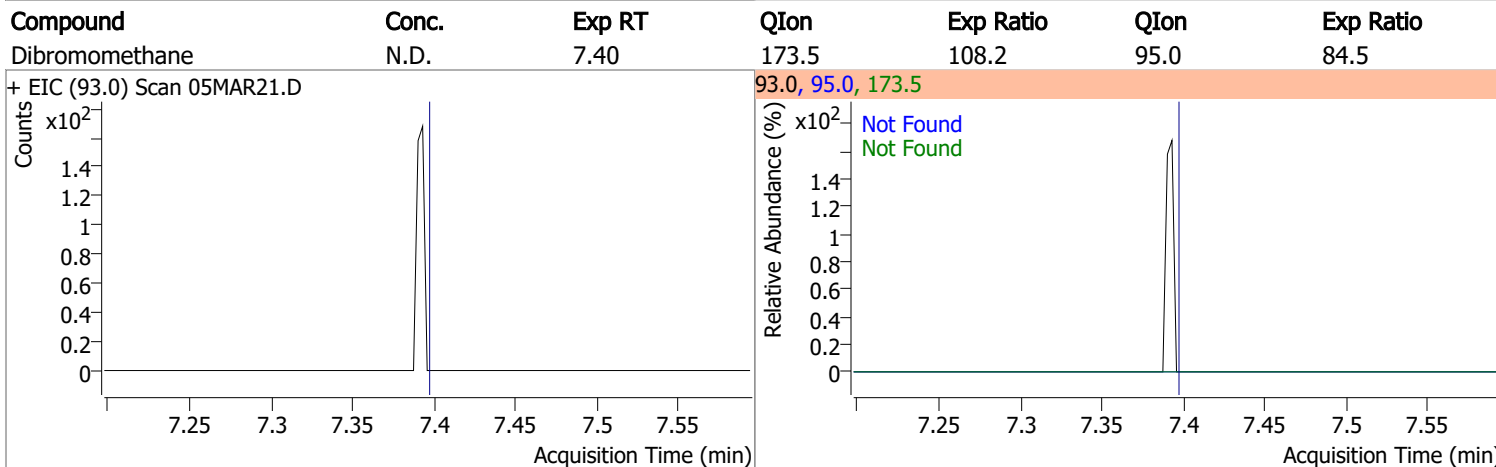 Compound Conc. Exp RT QIon Exp Ratio QIon Exp Ratio
Dibromomethane N.D. 7.40 173.5 108.2 95.0 84.5
+ EIC (93.0) Scan 05MAR21.D
Counts
x10²
1.4
1.2
1
0.8
0.6
0.4
0.2
0
7.25 7.3 7.35 7.4 7.45 7.5 7.55
Acquisition Time (min)
93.0, 95.0, 173.5
Relative Abundance (%)
x10²
Not Found
Not Found
1.4
1.2
1
0.8
0.6
0.4
0.2
0
7.25 7.3 7.35 7.4 7.45 7.5 7.55
Acquisition Time (min)